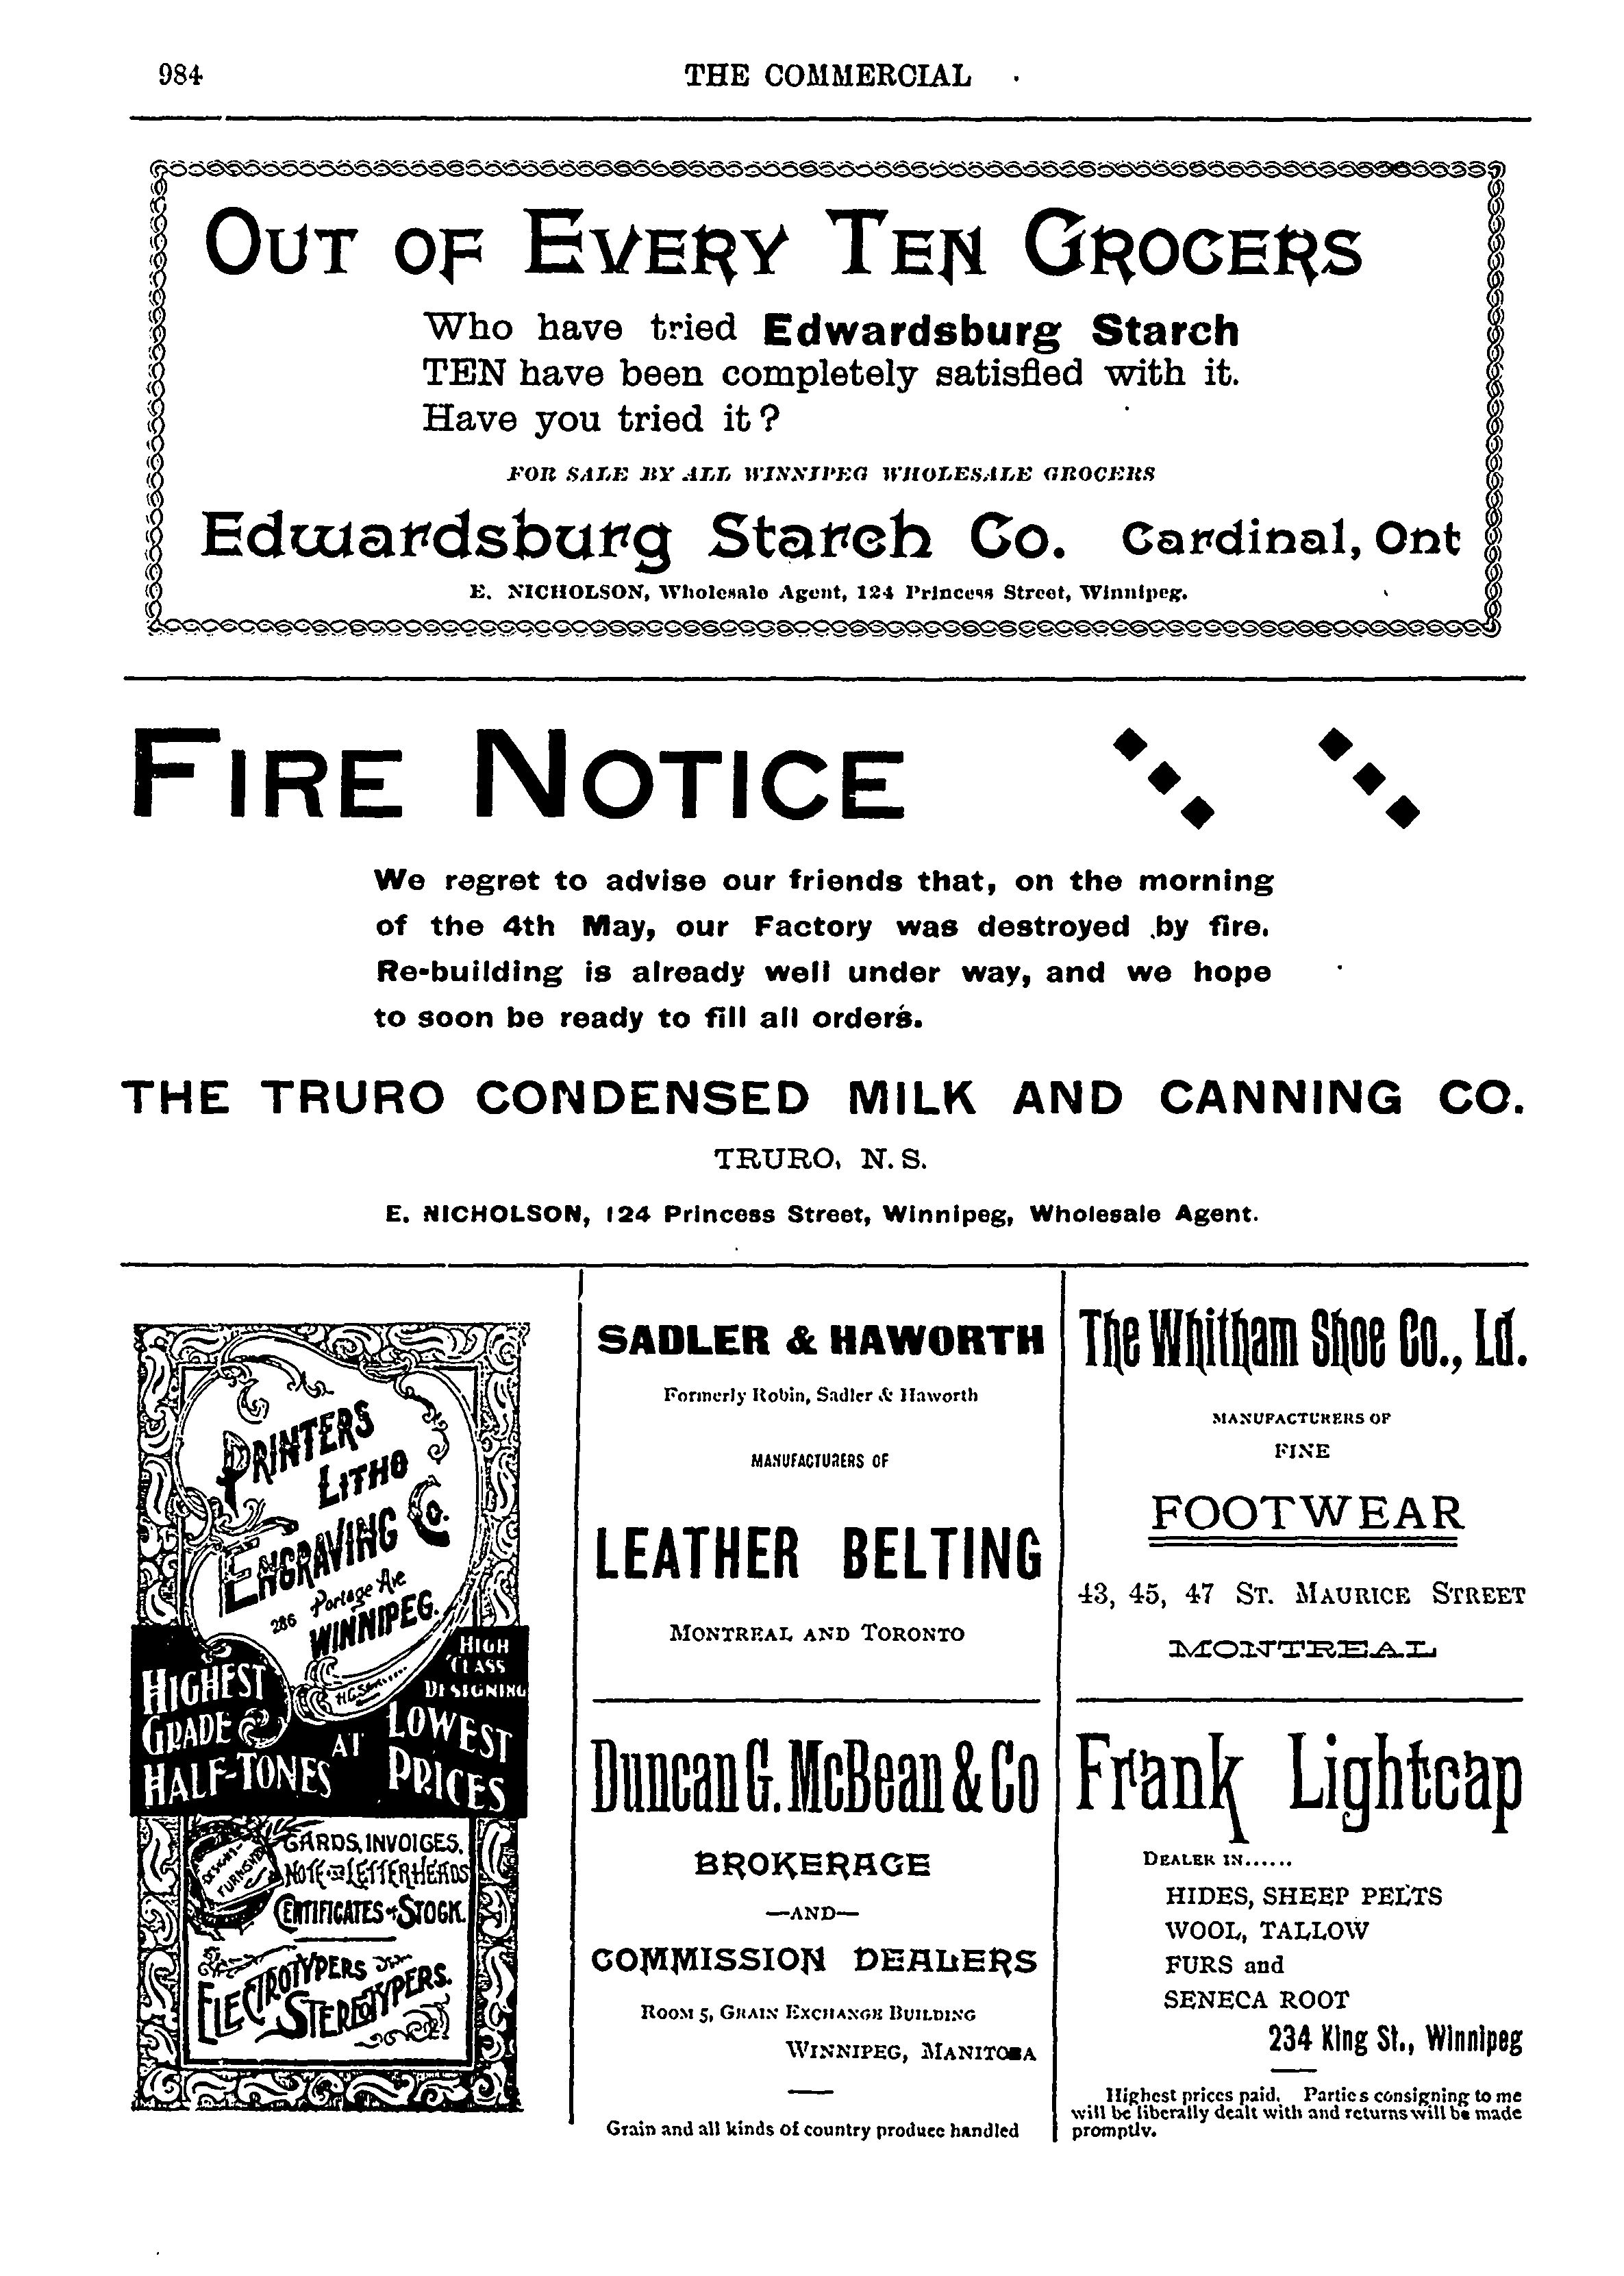 984
THE COMMERCIAL
OUT OF EVERY TEN GROCERS
Who have tried Edwardsburg Starch
TEN have been completely satisfied with it.
Have you tried it?
FOR SALE BY ALL WINNIPEG WHOLESALE GROCERS
Edwardsburg Starch Co. Cardinal, Ont
E. NICHOLSON, Wholesale Agent, 124 Princess Street, Winnipeg.
FIRE NOTICE
We regret to advise our friends that, on the morning
of the 4th May, our Factory was destroyed by fire.
Re-building is already well under way, and we hope
to soon be ready to fill all orders.
THE TRURO CONDENSED MILK AND CANNING CO.
TRURO, N. S.
E. NICHOLSON, 124 Princess Street, Winnipeg, Wholesale Agent.
PRINTERS
LITHO
ENGRAVING CO.
286 Portage Ave
WINNIPEG.
HIGH
CLASS
DESIGNING
HIGHEST
GRADE
HALF-TONES
AT
LOWEST
PRICES
DESIGNS
FURNISHED
CARDS, INVOICES,
NOTE AND LETTER HEADS
CERTIFICATES OF STOCK.
ELECTROTYPERS AND
STEREOTYPERS.
SADLER & HAWORTH
Formerly Robin, Sadler & Haworth
MANUFACTURERS OF
LEATHER BELTING
MONTREAL AND TORONTO
Duncan G. McBean & Co
BROKERAGE
—AND—
COMMISSION DEALERS
ROOM 5, GRAIN EXCHANGE BUILDING
WINNIPEG, MANITOBA
Grain and all kinds of country produce handled
The Whitham Shoe Co., Ld.
MANUFACTURERS OF
FINE
FOOTWEAR
43, 45, 47 ST. MAURICE STREET
MONTREAL
Frank Lightcap
DEALER IN......
HIDES, SHEEP PELTS
WOOL, TALLOW
FURS and
SENECA ROOT
234 King St., Winnipeg
Highest prices paid. Parties consigning to me
will be liberally dealt with and returns will be made
promptly.